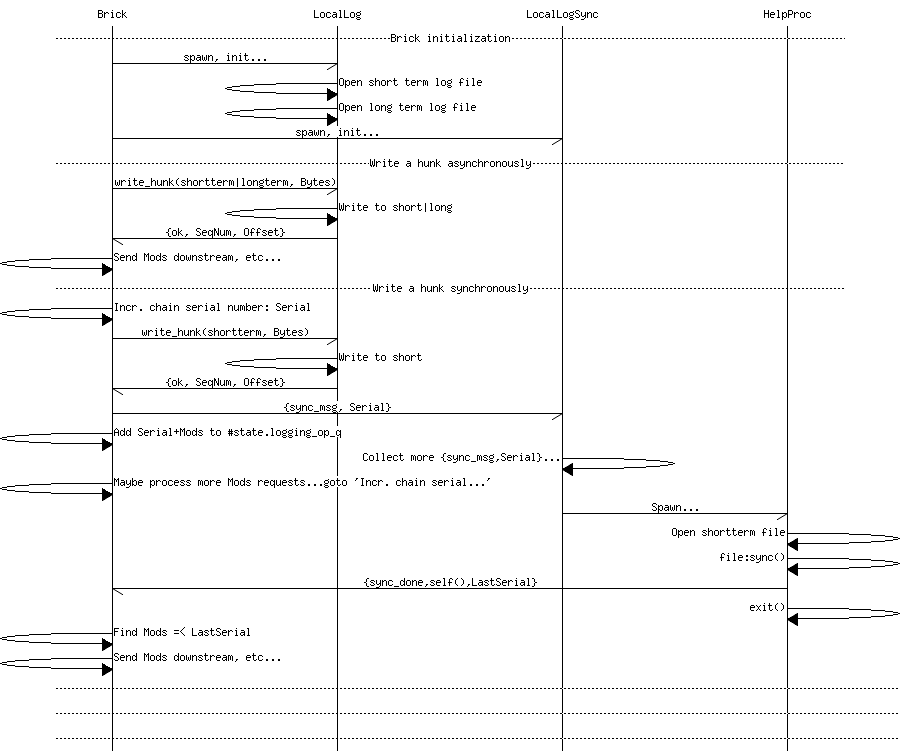 Brick LocalLog LocalLogSync HelpProc
Brick initialization
spawn, init...
Open short term log file
Open long term log file
spawn, init...
Write a hunk asynchronously
write_hunk(shortterm|longterm, Bytes)
Write to short|long
{ok, SeqNum, Offset}
Send Mods downstream, etc...
Write a hunk synchronously
Incr. chain serial number: Serial
write_hunk(shortterm, Bytes)
Write to short
{ok, SeqNum, Offset}
{sync_msg, Serial}
Add Serial+Mods to #state.logging_op_q
Collect more {sync_msg,Serial}...
Maybe process more Mods requests...goto 'Incr. chain serial...'
Spawn...
Open shortterm file
file:sync()
{sync_done,self(),LastSerial}
exit()
Find Mods =< LastSerial
Send Mods downstream, etc...